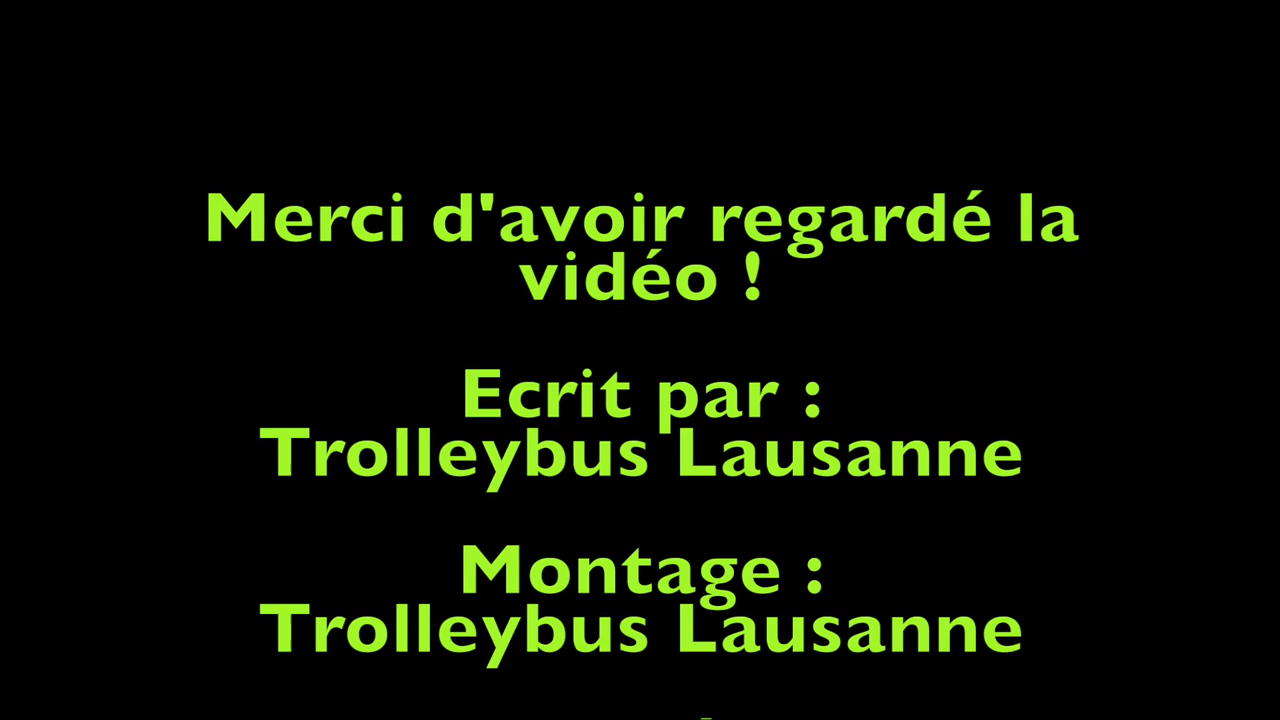 Merci d'avoir regardé la
vidéo !
Ecrit par :
Trolleybus Lausanne
Montage :
Trolleybus Lausanne